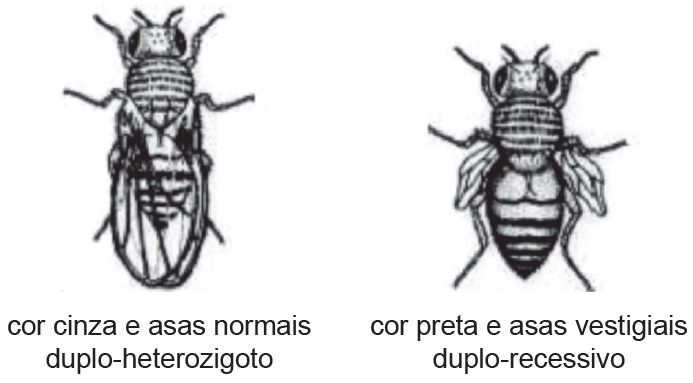 cor cinza e asas normais
duplo-heterozigoto
cor preta e asas vestigiais
duplo-recessivo